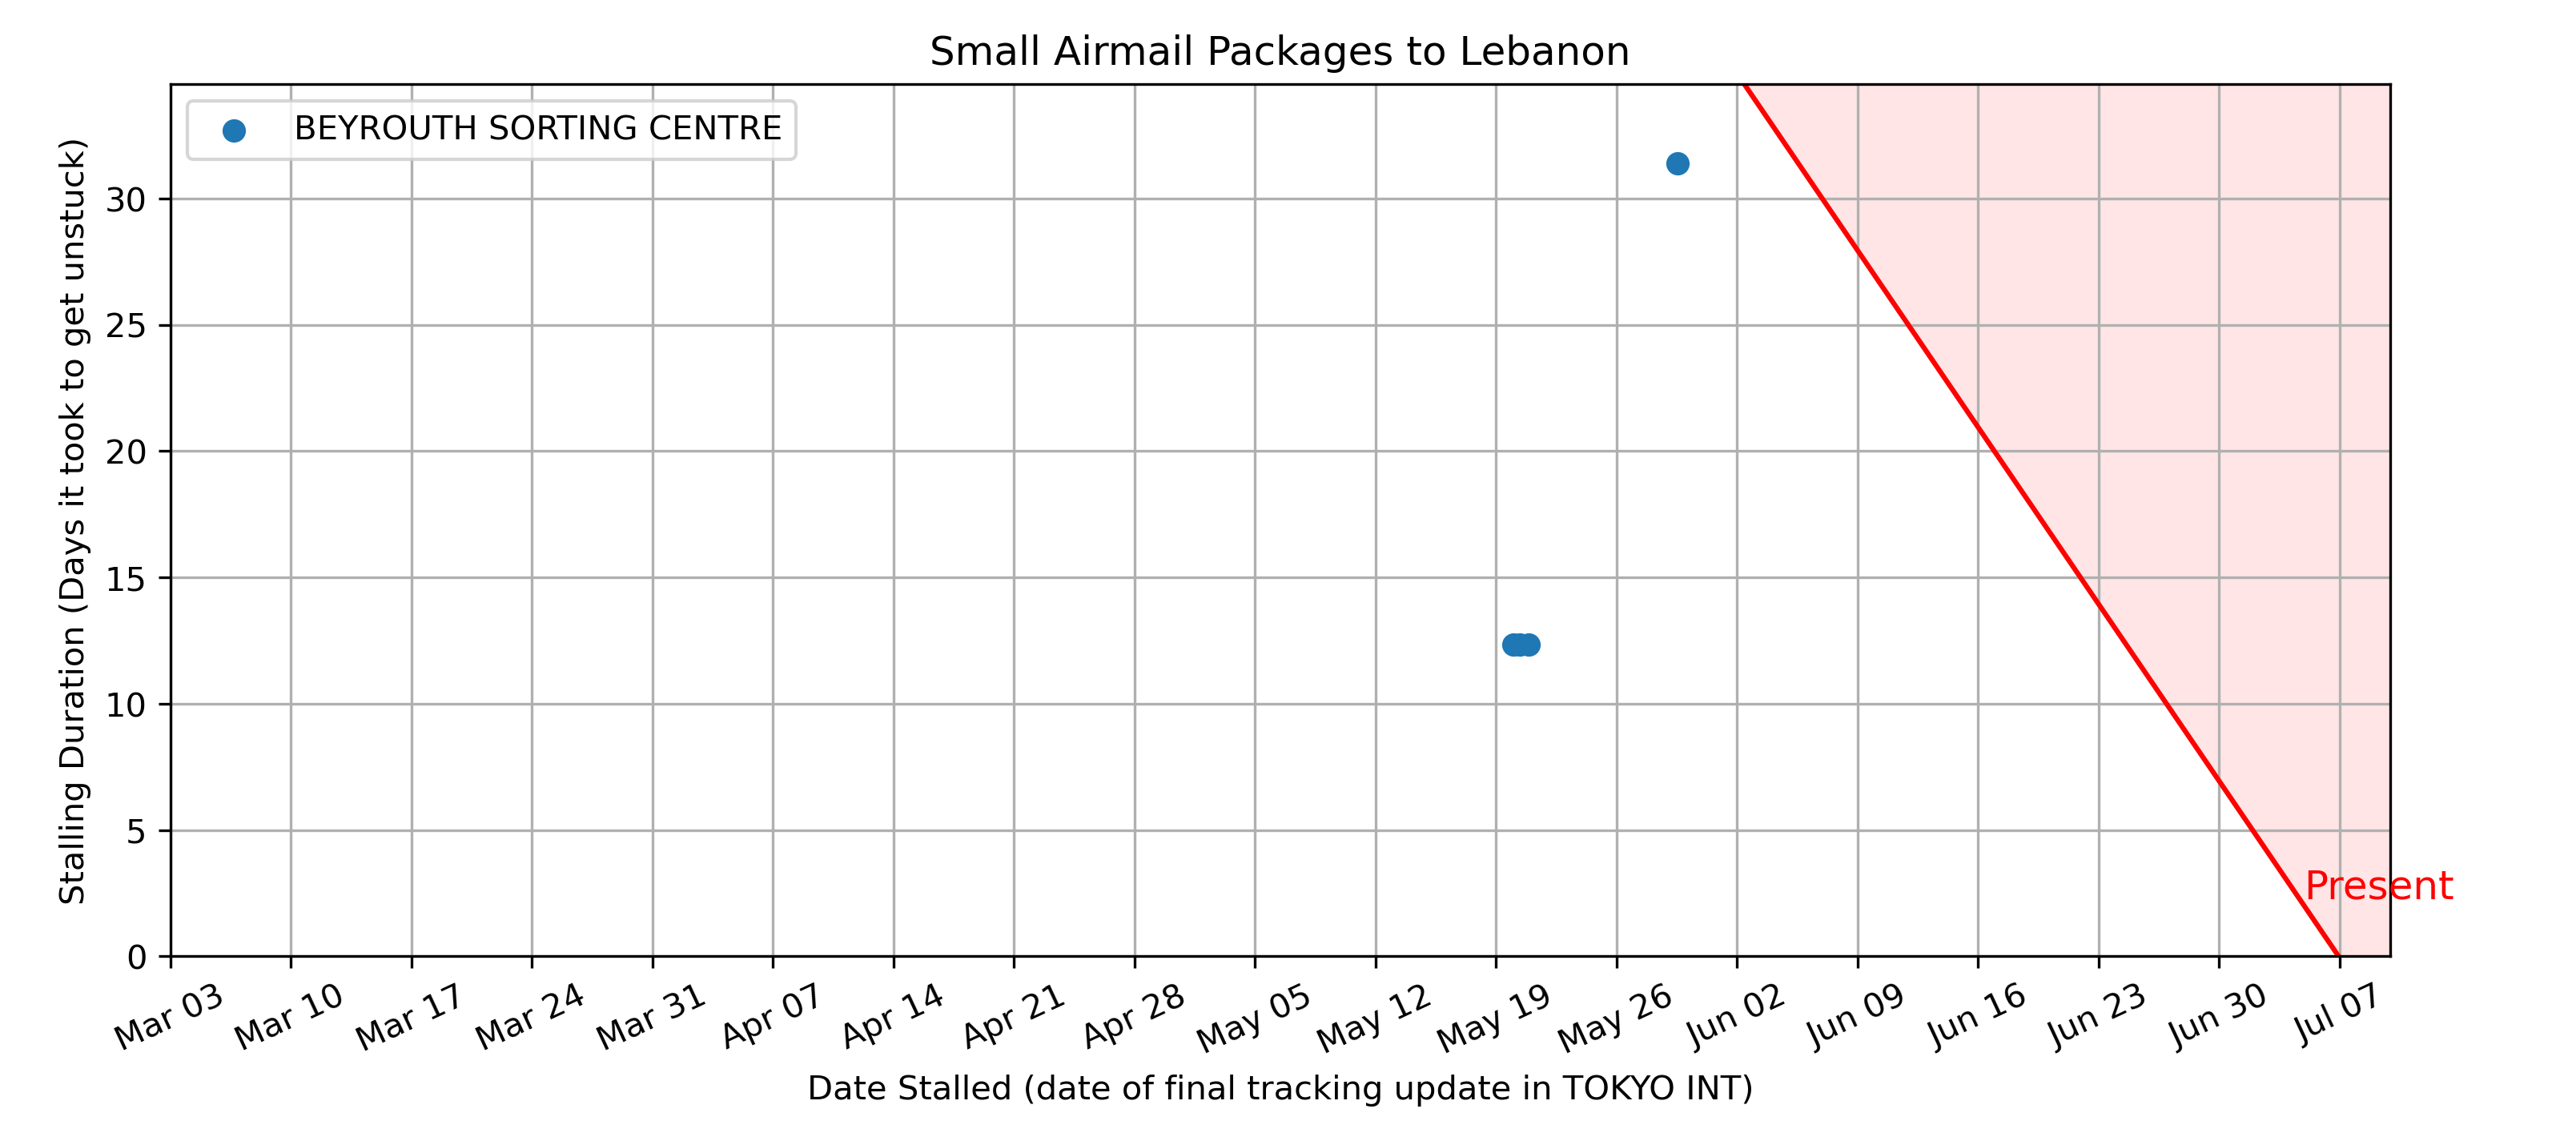 Small Airmail Packages to Lebanon
BEYROUTH SORTING CENTRE
Stalling Duration (Days it took to get unstuck)
30
25
20
15
10
5
0
Present
Mar 03
Mar 10
Mar 17
Mar 24
Mar 31
Apr 07
Apr 14
Apr 21
Apr 28
May 05
May 12
May 19
May 26
Jun 02
Jun 09
Jun 16
Jun 23
Jun 30
Jul 07
Date Stalled (date of final tracking update in TOKYO INT)